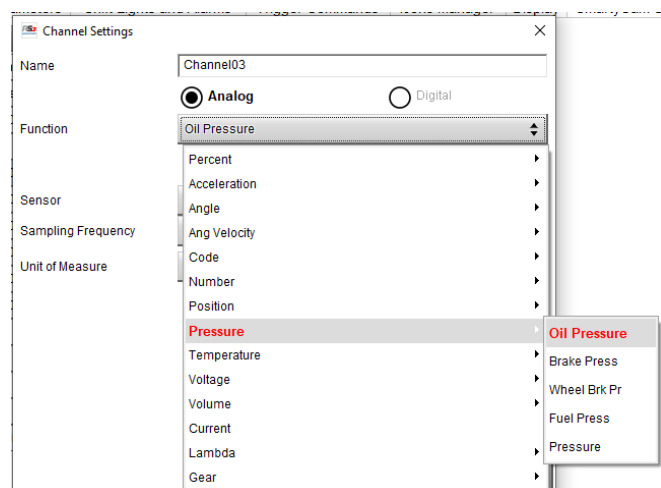 Channel Settings
Name
Channel03
Analog
Digital
Function
Oil Pressure
Percent
Acceleration
Sensor
Angle
Sampling Frequency
Ang Velocity
Code
Unit of Measure
Number
Position
Pressure
Oil Pressure
Temperature
Brake Press
Voltage
Wheel Brk Pr
Volume
Fuel Press
Current
Pressure
Lambda
Gear